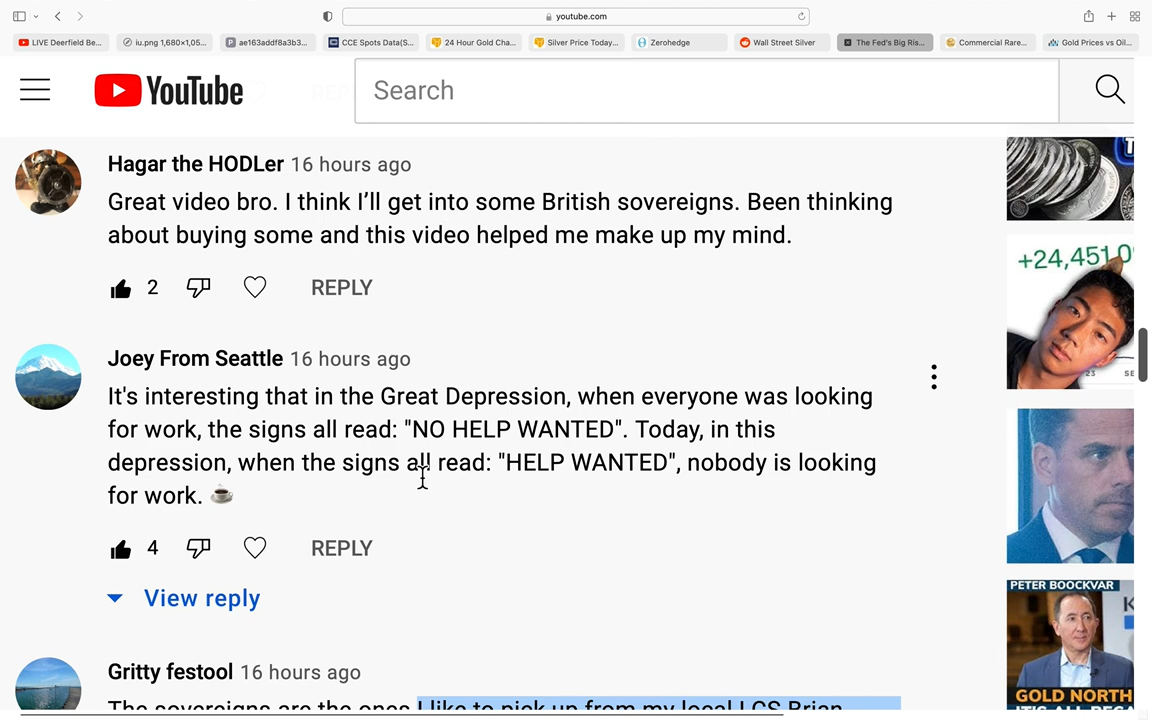 youtube.com
LIVE Deerfield Be...
iu.png 1,680×1,05...
ae163addf8a3b3...
CCE Spots Data(S...
24 Hour Gold Cha...
Silver Price Today...
Zerohedge
Wall Street Silver
The Fed's Big Ris...
Commercial Rare...
Gold Prices vs Oil...
YouTube
Search
Hagar the HODLer 16 hours ago
Great video bro. I think I'll get into some British sovereigns. Been thinking
about buying some and this video helped me make up my mind.
2
REPLY
+24,451.0
Joey From Seattle 16 hours ago
It's interesting that in the Great Depression, when everyone was looking
for work, the signs all read: "NO HELP WANTED". Today, in this
depression, when the signs all read: "HELP WANTED", nobody is looking
for work. ☕
4
REPLY
View reply
PETER BOOCKVAR
GOLD NORTH
Gritty festool 16 hours ago
The sovereigns are the ones I like to pick up from my local LCS Brian